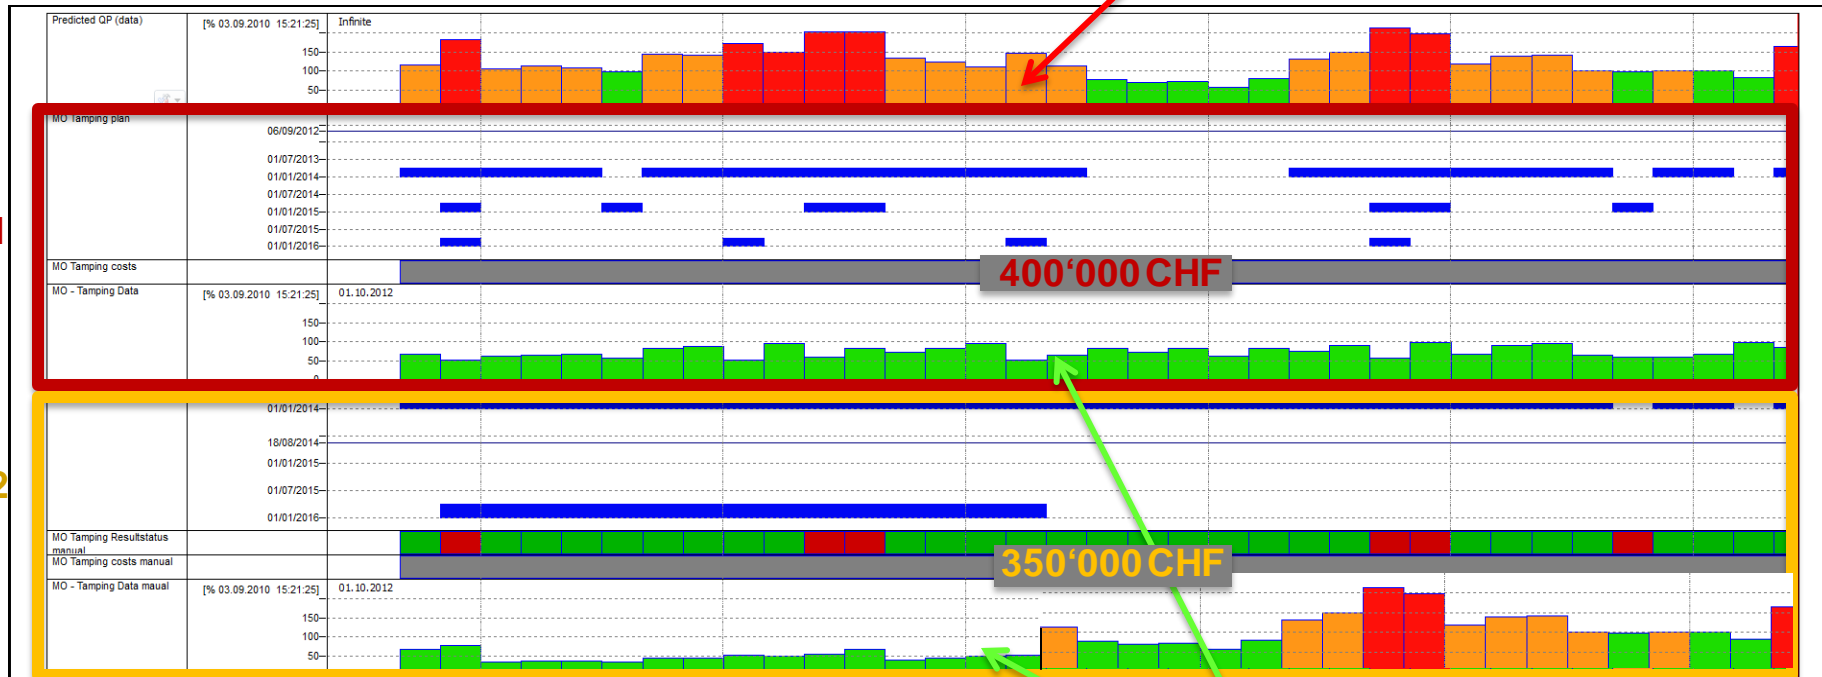 Predicted QP (data) [% 03.09.2010 15:21:25] Infinite
150
100
50
MO Tamping plan
06/09/2012
01/07/2013
01/01/2014
01/07/2014
01/01/2015
01/07/2015
01/01/2016
MO Tamping costs
400‘000 CHF
MO - Tamping Data [% 03.09.2010 15:21:25] 01.10.2012
150
100
50
0
01/01/2014
18/08/2014
01/01/2015
01/07/2015
01/01/2016
2
MO Tamping Resultstatus
manual
MO Tamping costs manual
350‘000 CHF
MO - Tamping Data maual [% 03.09.2010 15:21:25] 01.10.2012
150
100
50